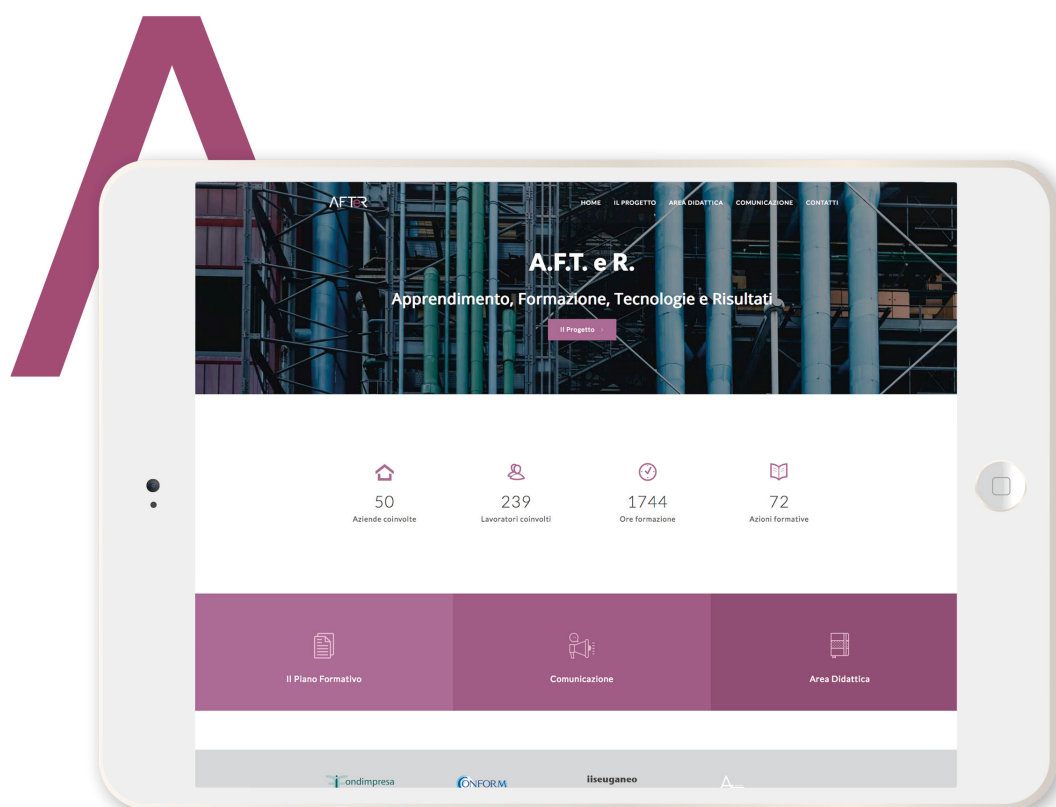 A
AFTeR
HOME IL PROGETTO AREA DIDATTICA COMUNICAZIONE CONTATTI
A.F.T. e R.
Apprendimento, Formazione, Tecnologie e Risultati
Il Progetto
50 239 1744 72
Aziende coinvolte Lavoratori coinvolti Ore formazione Azioni formative
Il Piano Formativo Comunicazione Area Didattica
ondimpresa CONFORM iiseuganeo A